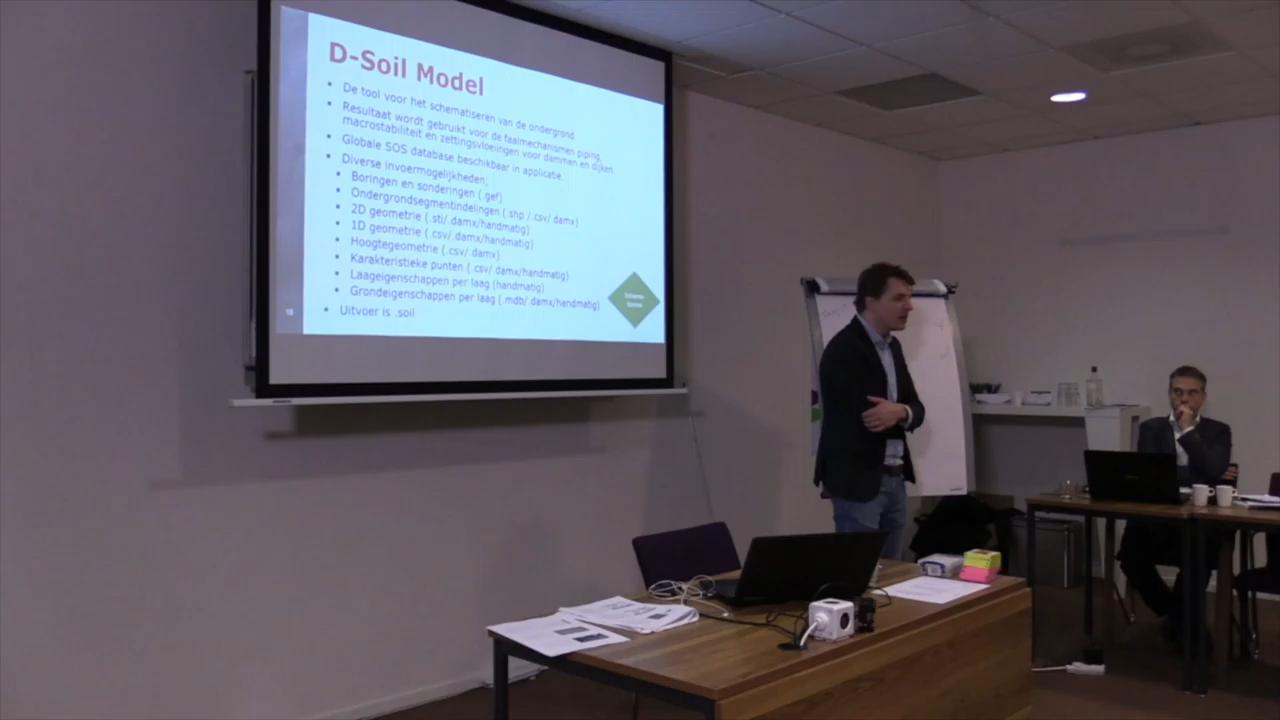 D-Soil Model
• De tool voor het schematiseren van de ondergrond.
• Resultaat wordt gebruikt voor de faalmechanismen piping,
macrostabiliteit en zettingsvloeiingen voor dammen en dijken
• Globale SOS database beschikbaar in applicatie.
• Diverse invoermogelijkheden;
• Boringen en sonderingen (.gef)
• Ondergrondsegmentindelingen (.shp /.csv/ damx)
• 2D geometrie (.sti/.damx/handmatig)
• 1D geometrie (.csv/.damx/handmatig)
• Hoogtegeometrie (.csv/.damx)
• Karakteristieke punten (.csv/.damx/handmatig)
• Laageigenschappen per laag (handmatig)
• Grondeigenschappen per laag (.mdb/.damx/handmatig)
• Uitvoer is .soil
18